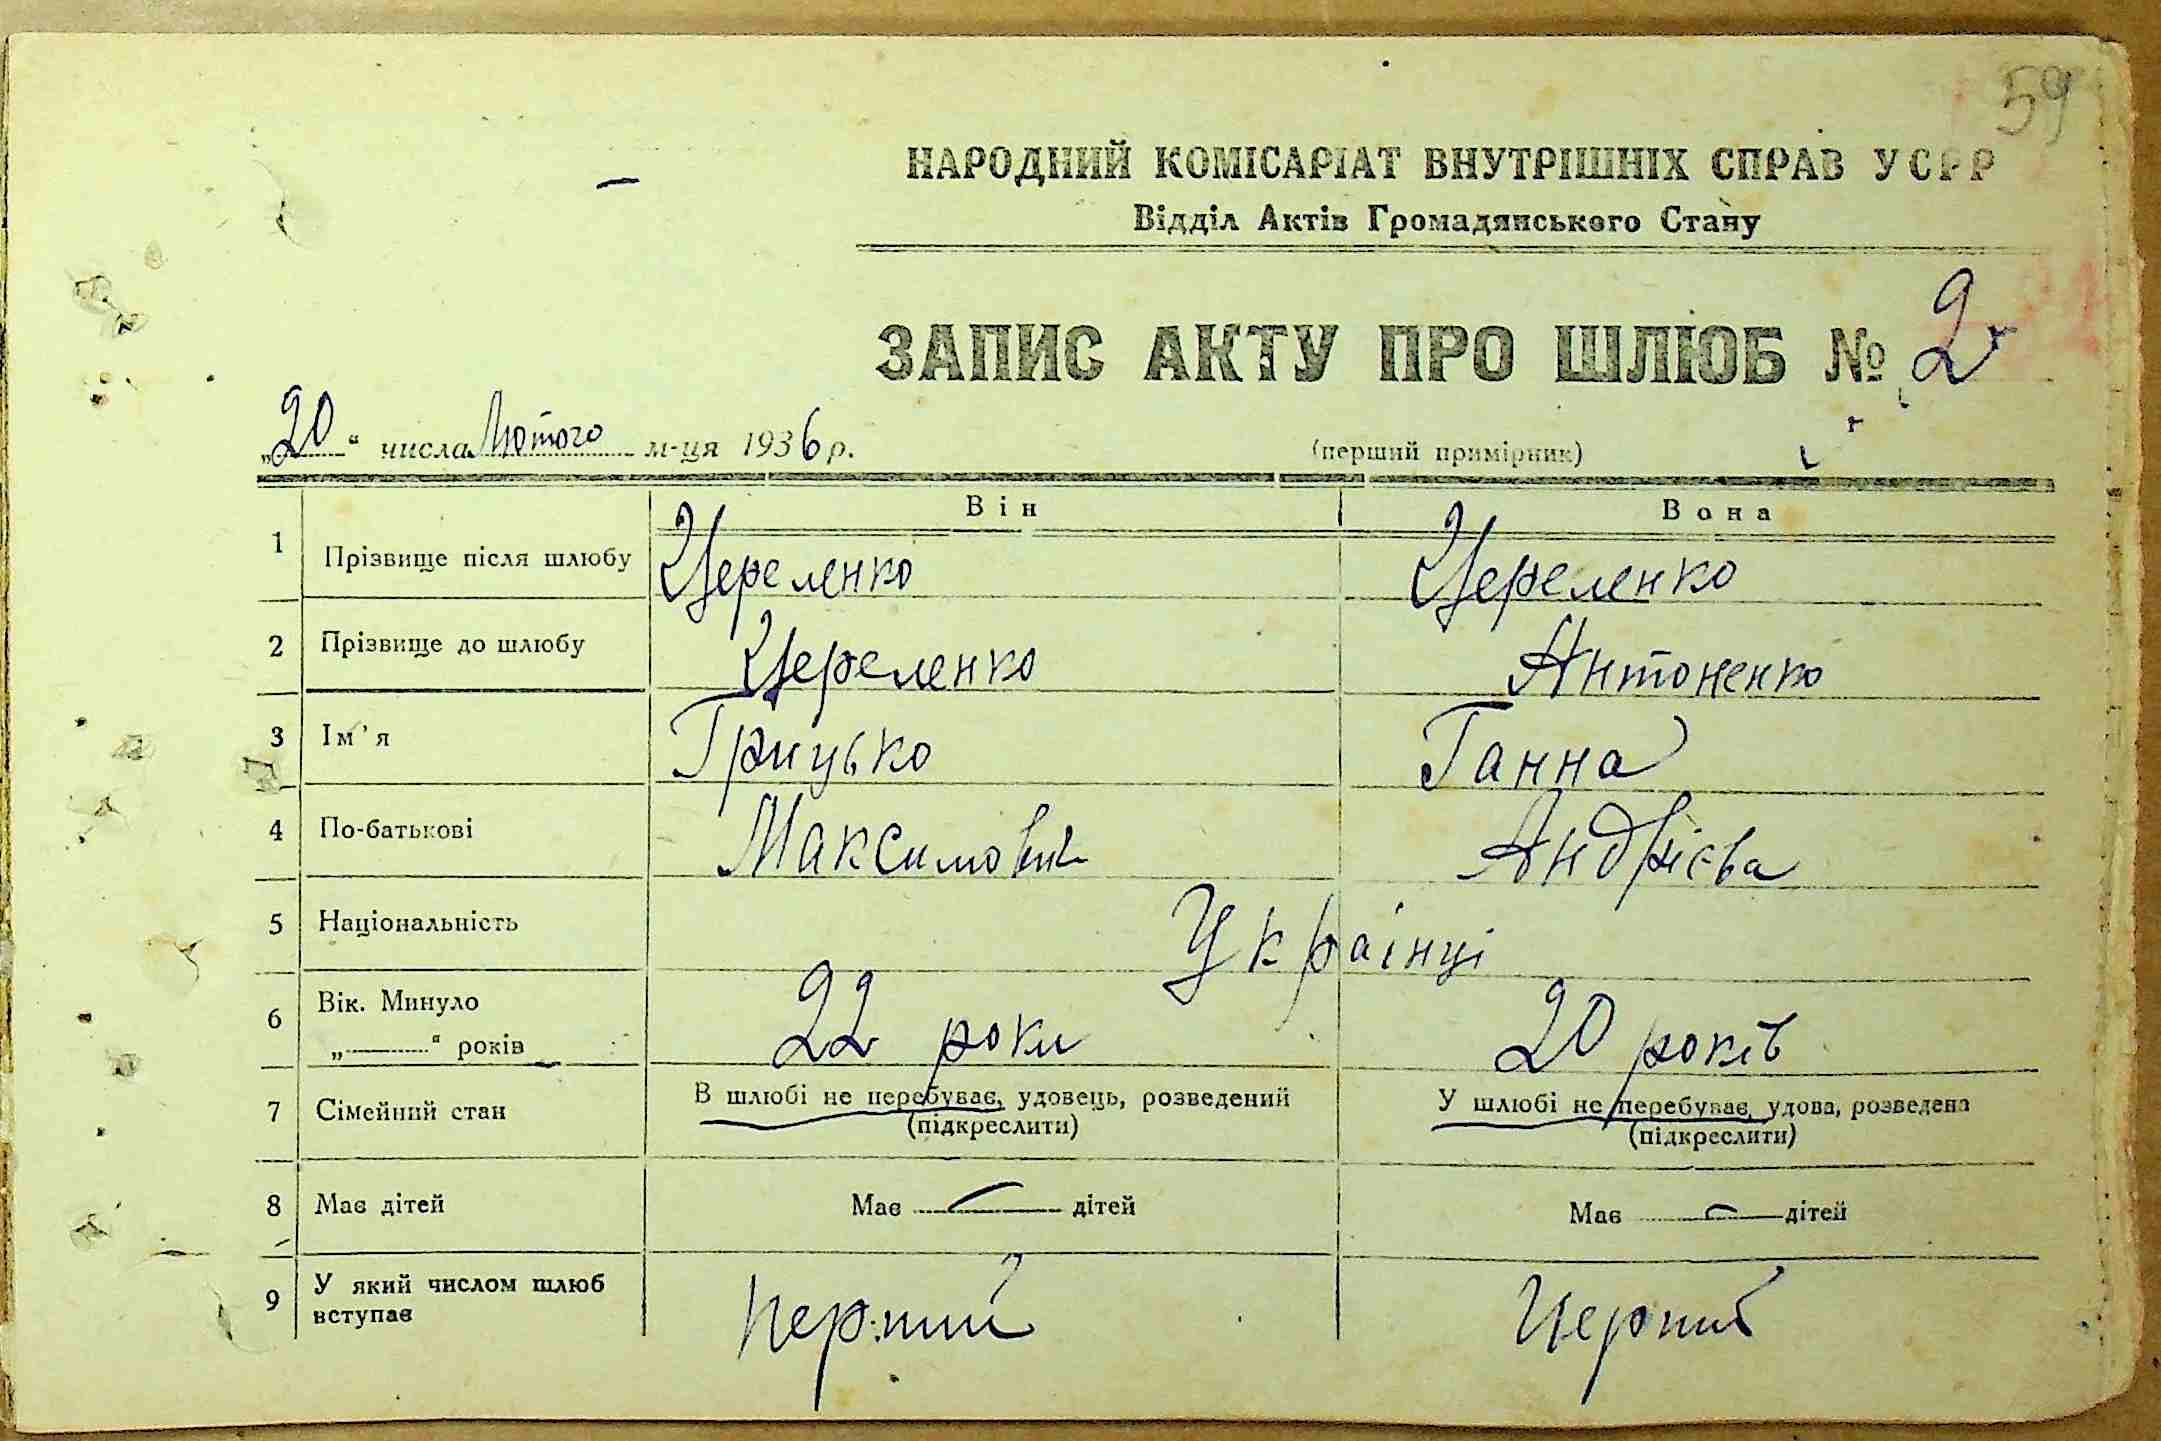 59
НАРОДНИЙ КОМІСАРІАТ ВНУТРІШНІХ СПРАВ УСРР
Відділ Актів Громадянського Стану
ЗАПИС АКТУ ПРО ШЛЮБ № 2
„20“ числа Лютого м-ця 1936 р.
(перший примірник)
Він Вона
1 Прізвище після шлюбу Цереленко Цереленко
2 Прізвище до шлюбу Цереленко Антоненко
3 Ім'я Грицько Ганна
4 По-батькові Максимович Андрієва
5 Національність Українці
6 Вік. Минуло 22 роки 20 років
„ “ років
7 Сімейний стан В шлюбі не перебуває, удовець, розведений У шлюбі не перебуває, удова, розведена
(підкреслити) (підкреслити)
8 Має дітей Має — дітей Має — дітей
9 У який числом шлюб вступає Перший Перший